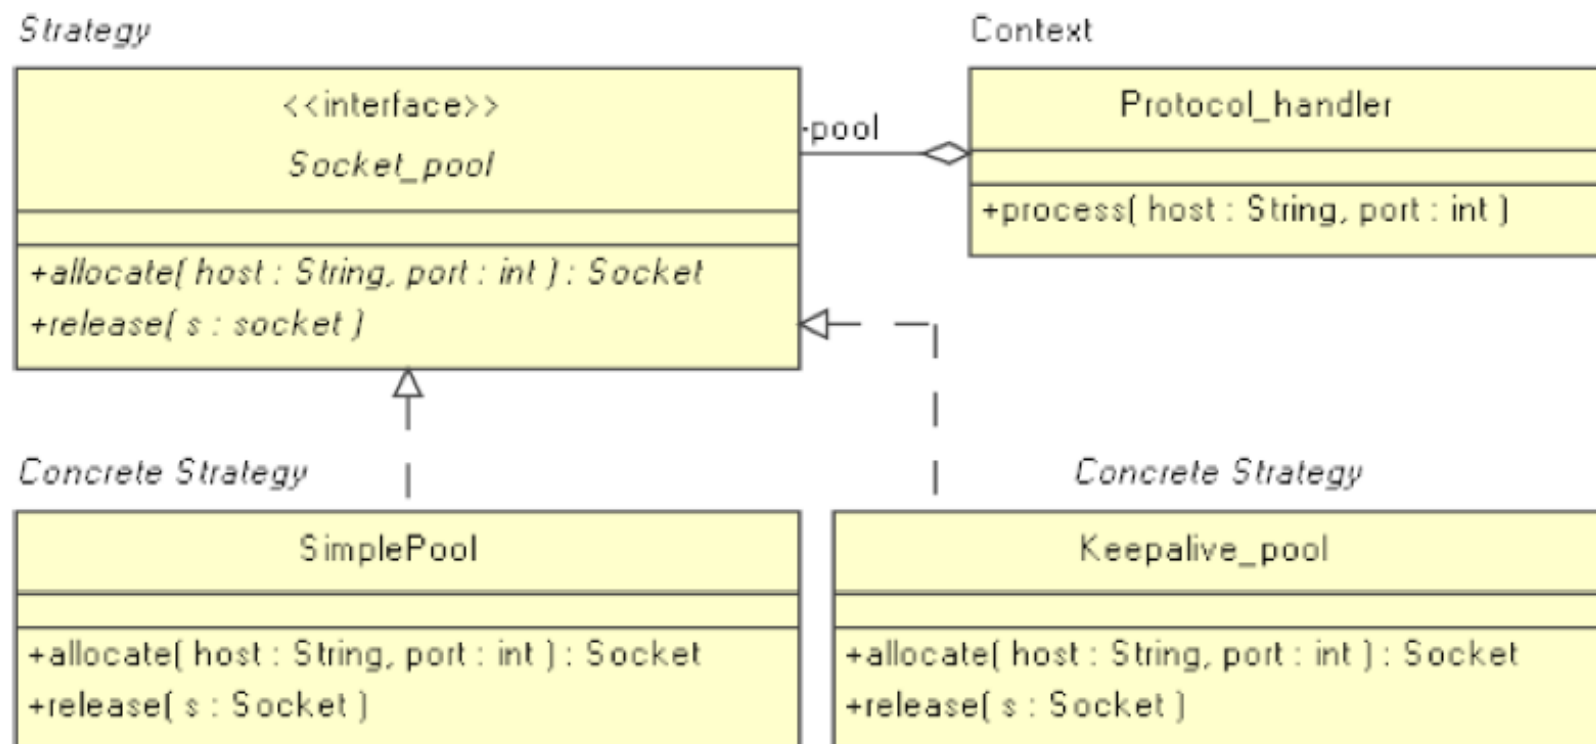 Strategy
Context
<<interface>>
Socket_pool
+allocate( host : String, port : int ) : Socket
+release( s : socket )
-pool
Protocol_handler
+process( host : String, port : int )
Concrete Strategy
Concrete Strategy
SimplePool
+allocate( host : String, port : int ) : Socket
+release( s : Socket )
Keepalive_pool
+allocate( host : String, port : int ) : Socket
+release( s : Socket )